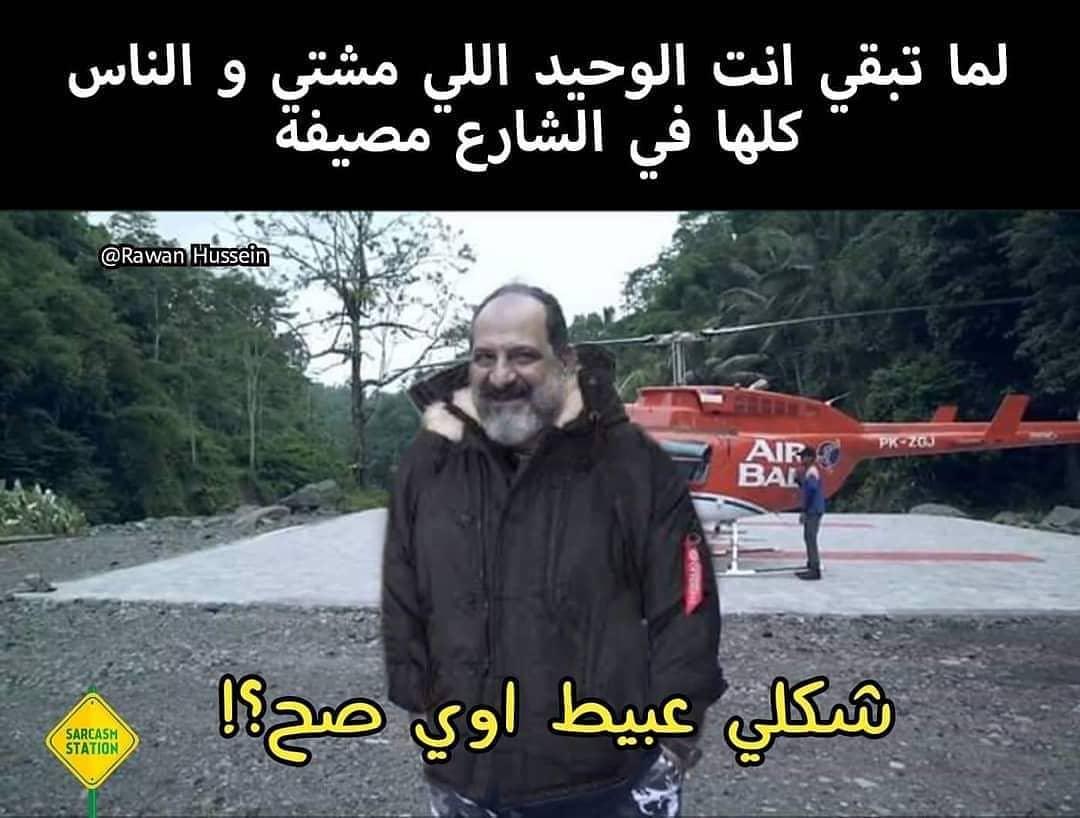 لما تبقي انت الوحيد اللي مشتي و الناس
كلها في الشارع مصيفة
@Rawan Hussein
AIR
BAL
PK-ZGJ
شكلي عبيط اوي صح؟!
SARCASM
STATION